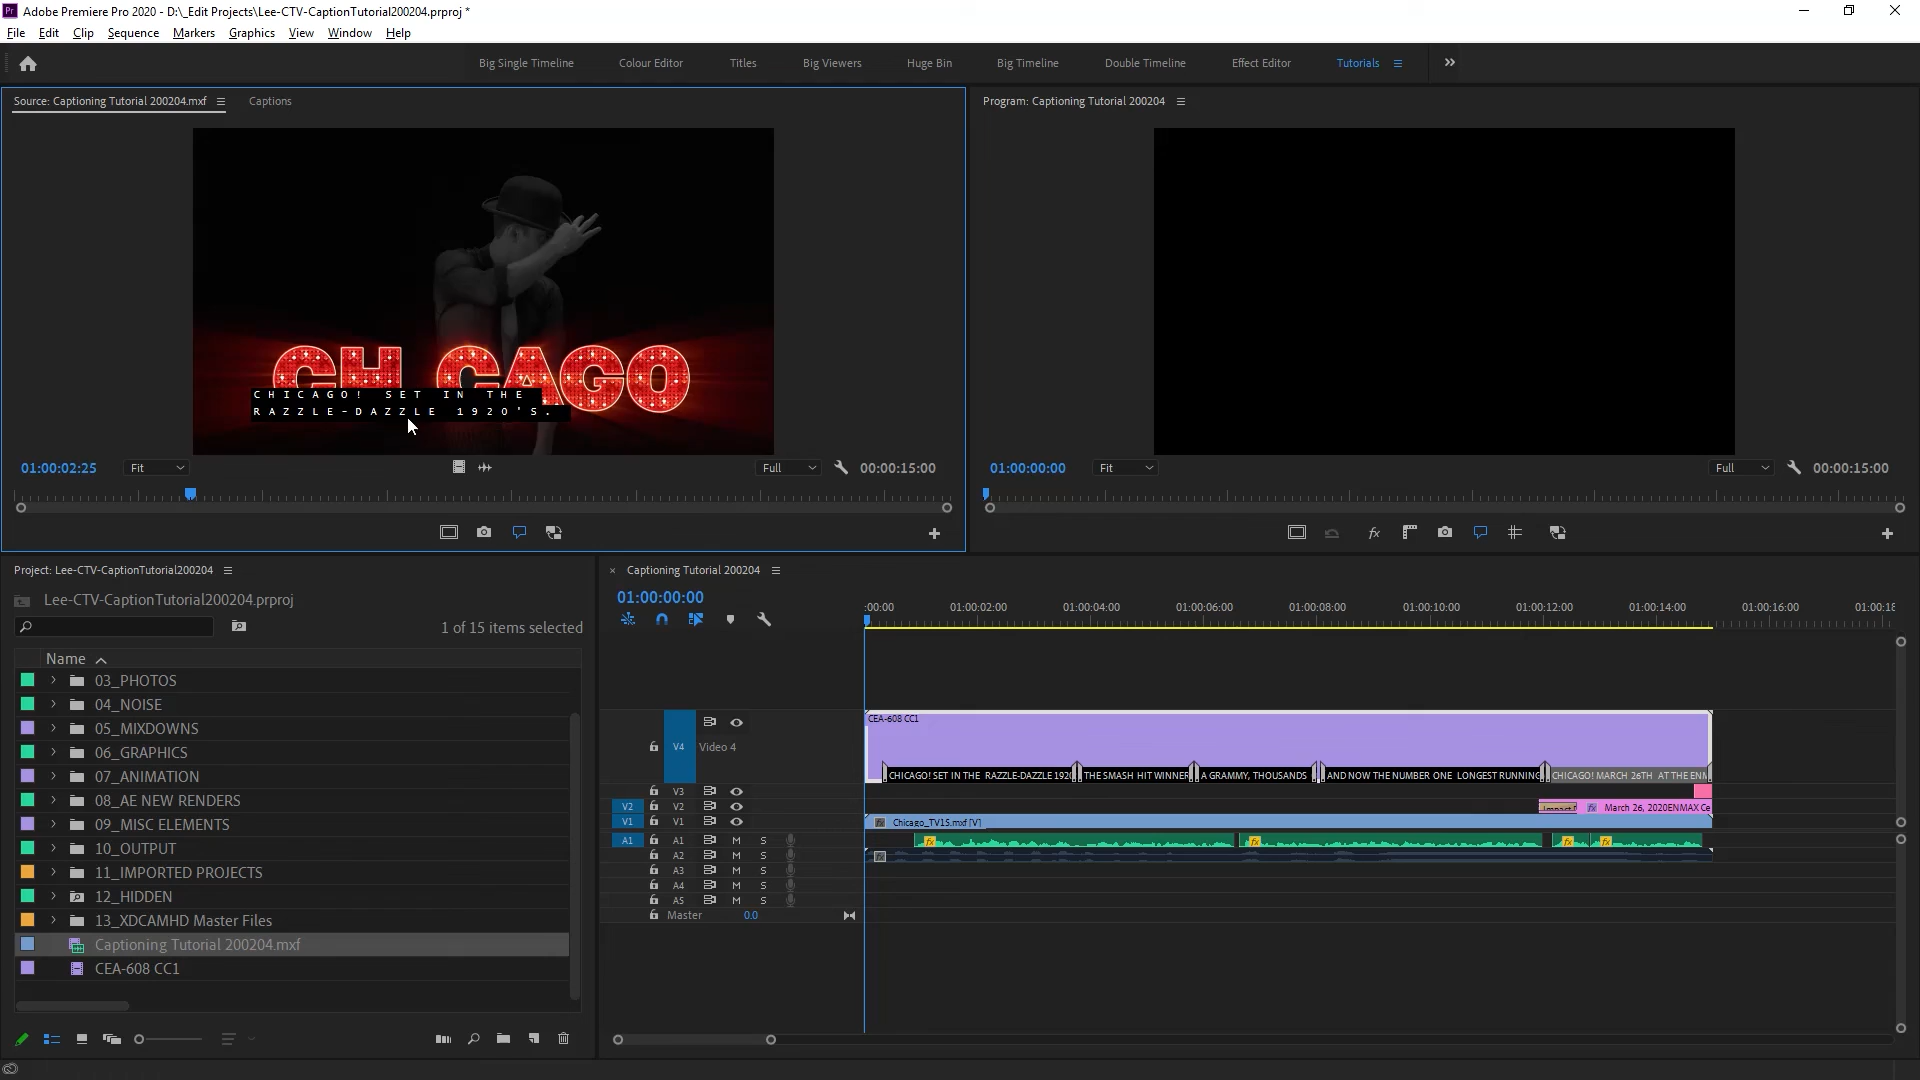 Adobe Premiere Pro 2020 - D:\_Edit Projects\Lee-CTV-CaptionTutorial200204.prproj *
File Edit Clip Sequence Markers Graphics View Window Help
Big Single Timeline Colour Editor Titles Big Viewers Huge Bin Big Timeline Double Timeline Effect Editor Tutorials
Source: Captioning Tutorial 200204.mxf Captions
Program: Captioning Tutorial 200204
CH CAGO
CHICAGO! SET IN THE
RAZZLE-DAZZLE 1920'S.
01:00:02:25 Fit Full 00:00:15:00
01:00:00:00 Fit Full 00:00:15:00
Project: Lee-CTV-CaptionTutorial200204
Lee-CTV-CaptionTutorial200204.prproj
1 of 15 items selected
Name
03_PHOTOS
04_NOISE
05_MIXDOWNS
06_GRAPHICS
07_ANIMATION
08_AE NEW RENDERS
09_MISC ELEMENTS
10_OUTPUT
11_IMPORTED PROJECTS
12_HIDDEN
13_XDCAMHD Master Files
Captioning Tutorial 200204.mxf
CEA-608 CC1
Captioning Tutorial 200204
01:00:00:00
:00:00 01:00:02:00 01:00:04:00 01:00:06:00 01:00:08:00 01:00:10:00 01:00:12:00 01:00:14:00 01:00:16:00 01:00:18
CEA-608 CC1
V4 Video 4
CHICAGO! SET IN THE RAZZLE-DAZZLE 192 THE SMASH HIT WINNER A GRAMMY, THOUSANDS AND NOW THE NUMBER ONE LONGEST RUNNING CHICAGO! MARCH 26TH AT THE ENM
V3
V2 V2 March 26, 2020ENMAX Ce
V1 V1 Chicago_TV15.mxf [V]
A1 A1 M S
A2 M S
A3 M S
A4 M S
A5 M S
Master 0.0